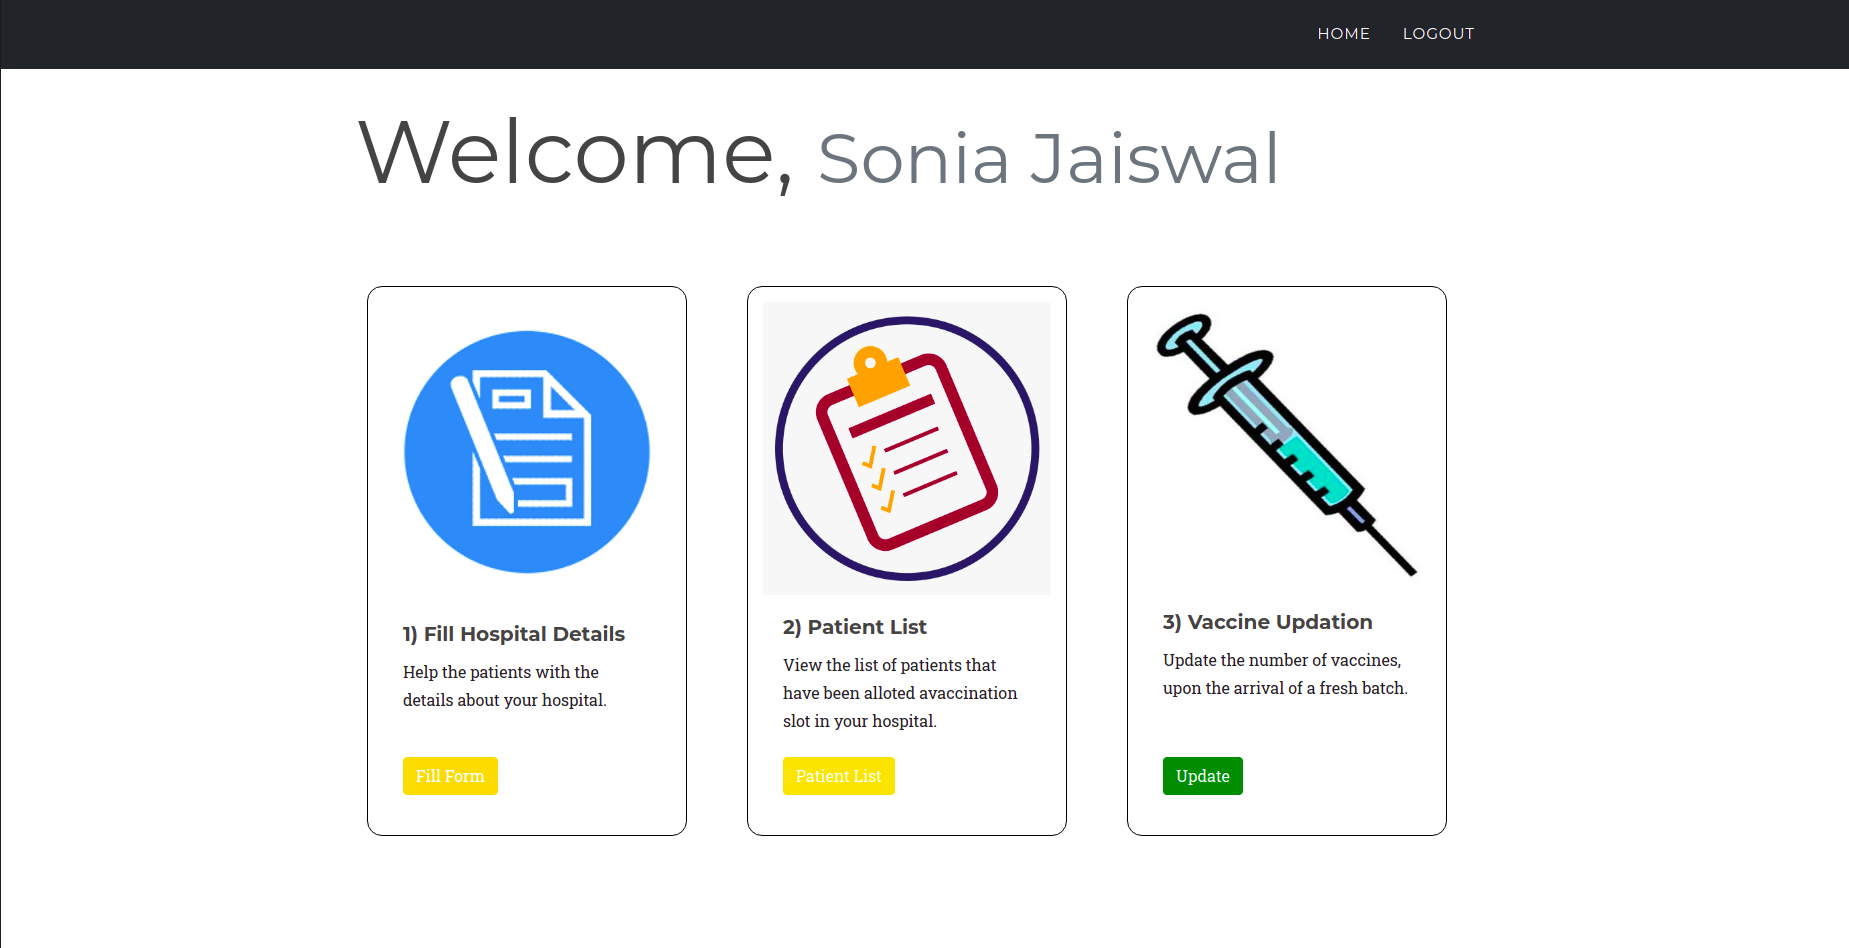 HOME LOGOUT
Welcome, Sonia Jaiswal
1) Fill Hospital Details
Help the patients with the
details about your hospital.
Fill Form
2) Patient List
View the list of patients that
have been alloted avaccination
slot in your hospital.
Patient List
3) Vaccine Updation
Update the number of vaccines,
upon the arrival of a fresh batch.
Update